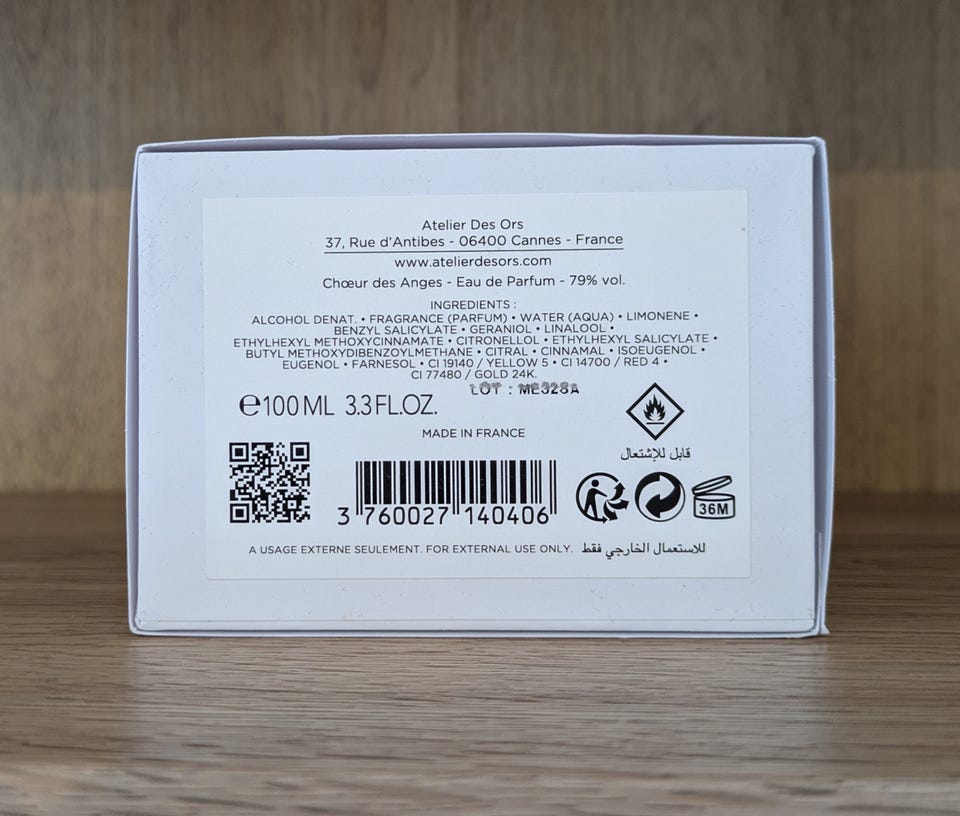 Atelier Des Ors
37, Rue d'Antibes - 06400 Cannes - France
www.atelierdesors.com
Chœur des Anges - Eau de Parfum - 79% vol.
INGREDIENTS :
ALCOHOL DENAT. • FRAGRANCE (PARFUM) • WATER (AQUA) • LIMONENE •
BENZYL SALICYLATE • GERANIOL • LINALOOL •
ETHYLHEXYL METHOXYCINNAMATE • CITRONELLOL • ETHYLHEXYL SALICYLATE •
BUTYL METHOXYDIBENZOYLMETHANE • CITRAL • CINNAMAL • ISOEUGENOL •
EUGENOL • FARNESOL • CI 19140 / YELLOW 5 • CI 14700 / RED 4 •
CI 77480 / GOLD 24K.
LOT : ME328A
℮100 ML 3.3 FL.OZ.
MADE IN FRANCE
قابل للإشتعال
3 760027 140406
36M
A USAGE EXTERNE SEULEMENT. FOR EXTERNAL USE ONLY. للاستعمال الخارجي فقط